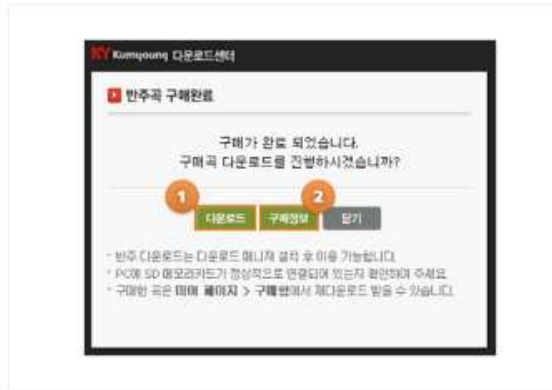 KY Kumyoung 다운로드센터
반주곡 구매완료
구매가 완료 되었습니다.
구매곡 다운로드를 진행하시겠습니까?
1 2
다운로드 구매정보 닫기
* 반주 다운로드는 다운로드 매니저 설치 후 이용 가능합니다.
* PC에 SD 메모리카드가 정상적으로 연결되어 있는지 확인하여 주세요.
* 구매한 곡은 마이 페이지 > 구매함에서 재다운로드 받을 수 있습니다.